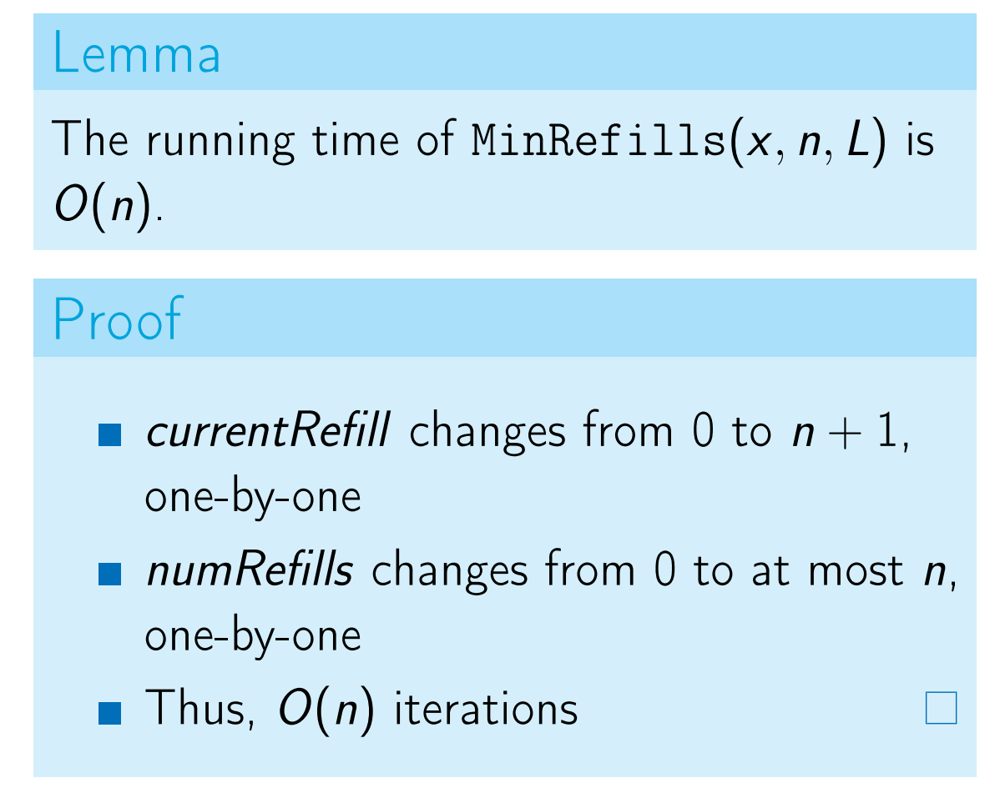 Lemma
The running time of MinRefills(x, n, L) is
O(n).
Proof
■ currentRefill changes from 0 to n + 1,
one-by-one
■ numRefills changes from 0 to at most n,
one-by-one
■ Thus, O(n) iterations □